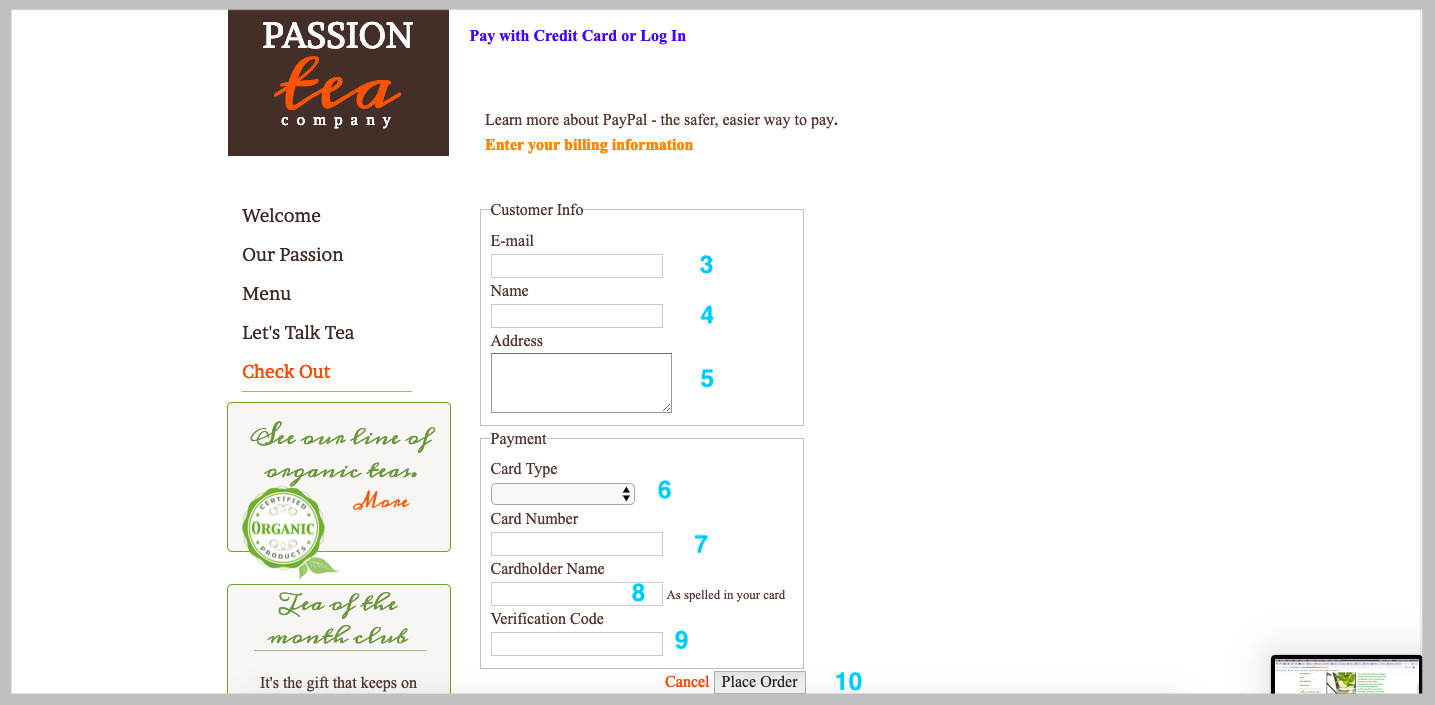 PASSION
tea
company
Pay with Credit Card or Log In
Learn more about PayPal - the safer, easier way to pay.
Enter your billing information
Welcome
Our Passion
Menu
Let's Talk Tea
Check Out
See our line of
organic teas.
More
CERTIFIED
ORGANIC
PRODUCTS
Tea of the
month club
It's the gift that keeps on
Customer Info
E-mail
3
Name
4
Address
5
Payment
Card Type
6
Card Number
7
Cardholder Name
8 As spelled in your card
Verification Code
9
Cancel Place Order 10